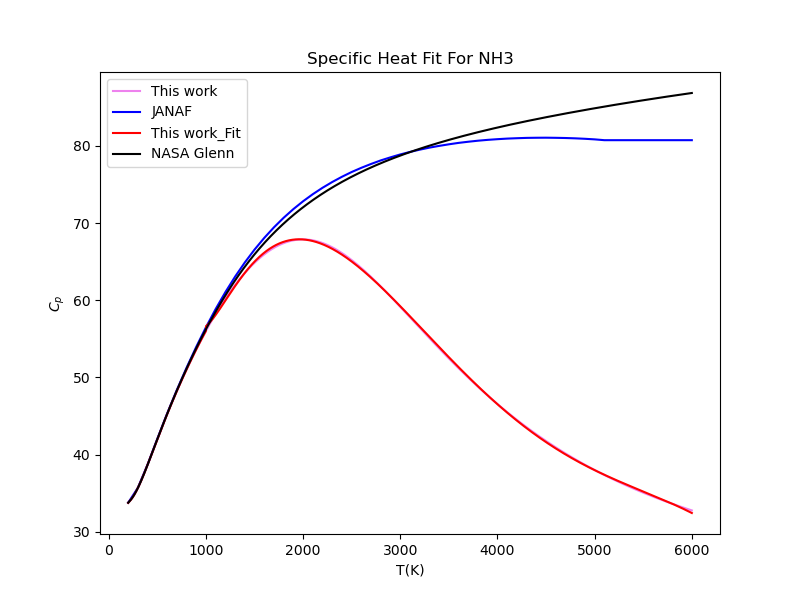 Specific Heat Fit For NH3
This work
JANAF
This work_Fit
NASA Glenn
80
70
60
50
40
30
C_p
0 1000 2000 3000 4000 5000 6000
T(K)